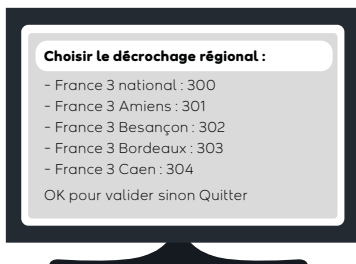 Choisir le décrochage régional :
- France 3 national : 300
- France 3 Amiens : 301
- France 3 Besançon : 302
- France 3 Bordeaux : 303
- France 3 Caen : 304
OK pour valider sinon Quitter